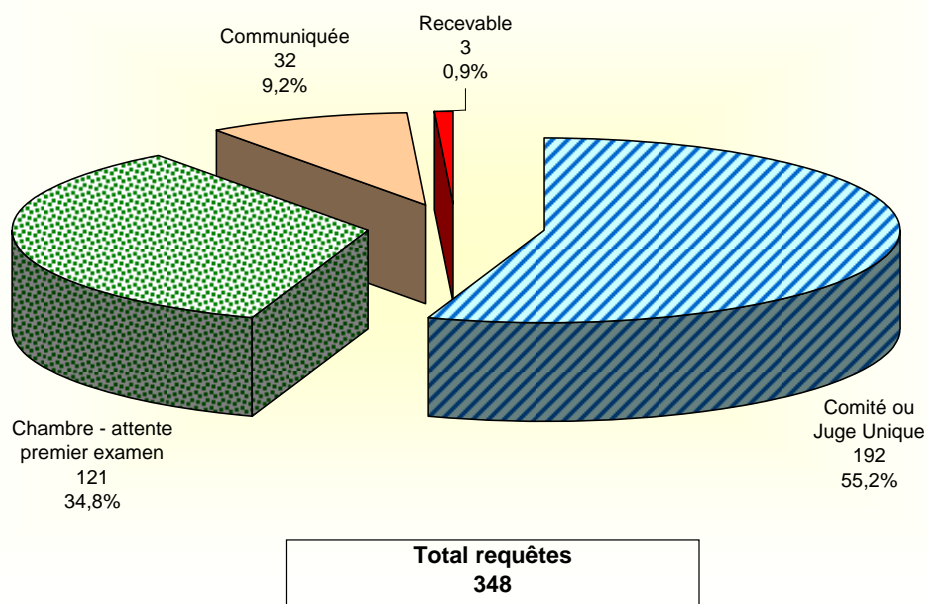 Communiquée
32
9,2%
Recevable
3
0,9%
Chambre - attente
premier examen
121
34,8%
Comité ou
Juge Unique
192
55,2%
Total requêtes
348